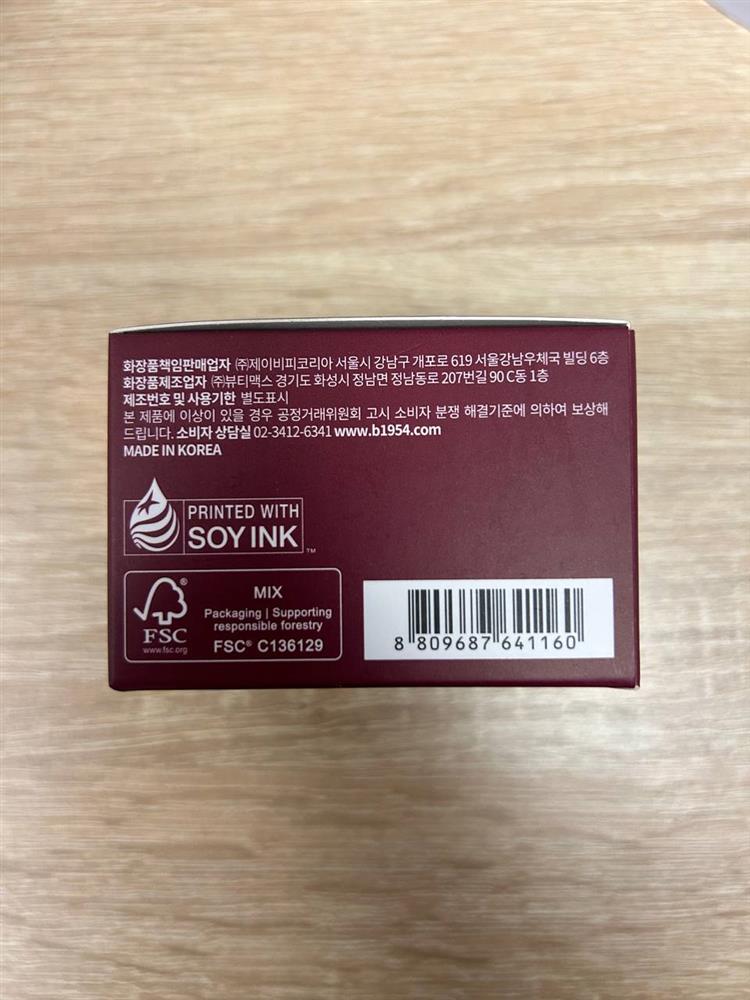 화장품책임판매업자 ㈜제이비피코리아 서울시 강남구 개포로 619 서울강남우체국 빌딩 6층
화장품제조업자 ㈜뷰티맥스 경기도 화성시 정남면 정남동로 207번길 90 C동 1층
제조번호 및 사용기한 별도표시
본 제품에 이상이 있을 경우 공정거래위원회 고시 소비자 분쟁 해결기준에 의하여 보상해
드립니다. 소비자 상담실 02-3412-6341 www.b1954.com
MADE IN KOREA
PRINTED WITH
SOY INK ™
FSC ®
www.fsc.org
MIX
Packaging | Supporting
responsible forestry
FSC® C136129
8 809687 641160